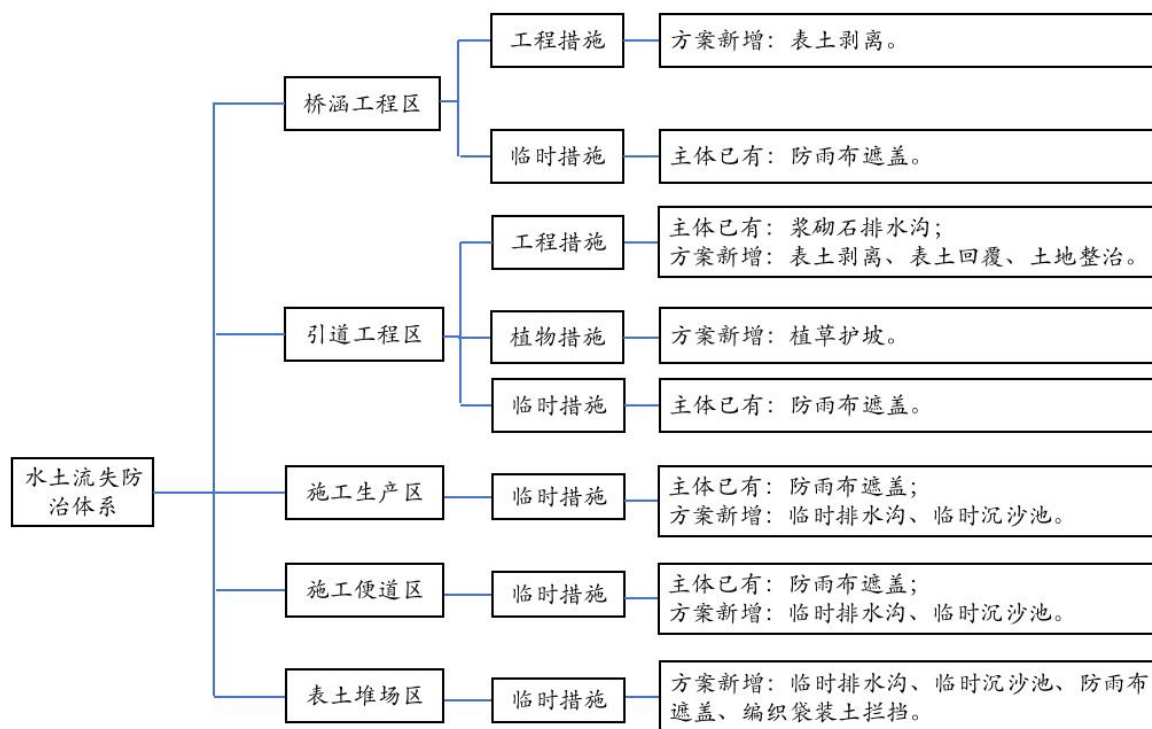 水土流失防
治体系
桥涵工程区
工程措施
方案新增：表土剥离。
临时措施
主体已有：防雨布遮盖。
引道工程区
工程措施
主体已有：浆砌石排水沟；
方案新增：表土剥离、表土回覆、土地整治。
植物措施
方案新增：植草护坡。
临时措施
主体已有：防雨布遮盖。
施工生产区
临时措施
主体已有：防雨布遮盖；
方案新增：临时排水沟、临时沉沙池。
施工便道区
临时措施
主体已有：防雨布遮盖；
方案新增：临时排水沟、临时沉沙池。
表土堆场区
临时措施
方案新增：临时排水沟、临时沉沙池、防雨布
遮盖、编织袋装土拦挡。